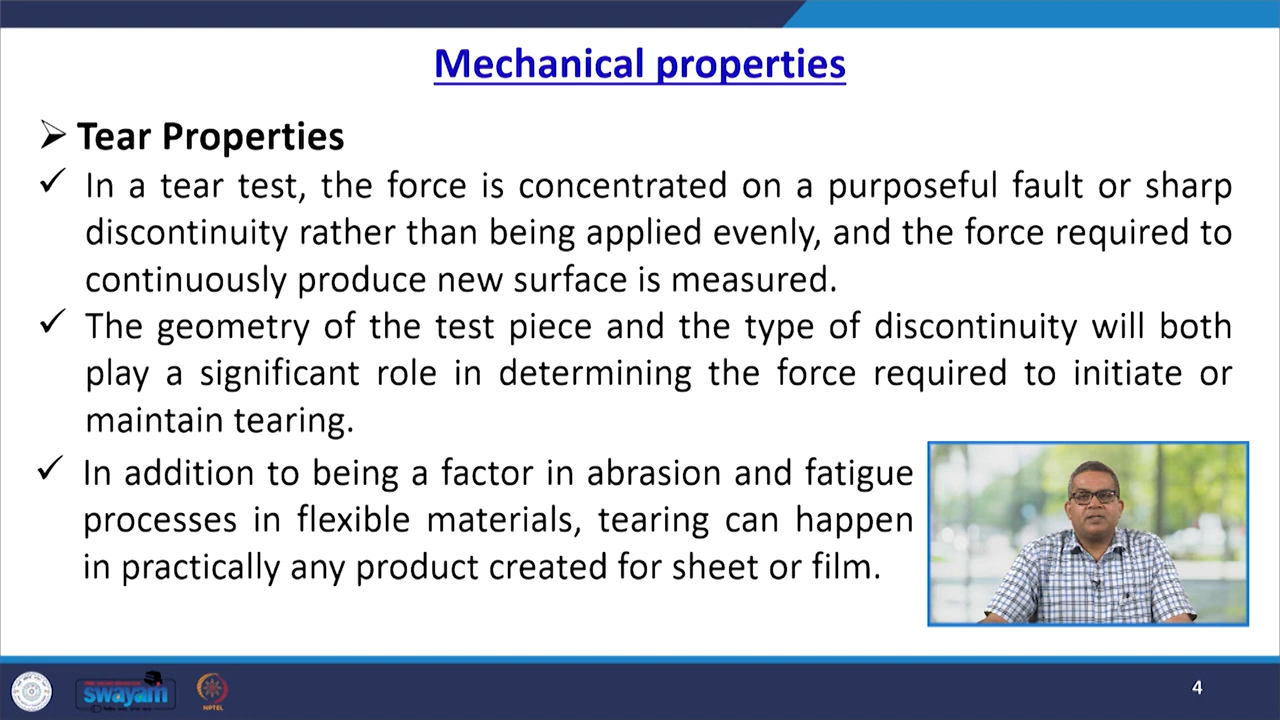 Mechanical properties
➢ Tear Properties
✓ In a tear test, the force is concentrated on a purposeful fault or sharp
discontinuity rather than being applied evenly, and the force required to
continuously produce new surface is measured.
✓ The geometry of the test piece and the type of discontinuity will both
play a significant role in determining the force required to initiate or
maintain tearing.
✓ In addition to being a factor in abrasion and fatigue
processes in flexible materials, tearing can happen
in practically any product created for sheet or film.
swayam
NPTEL
4